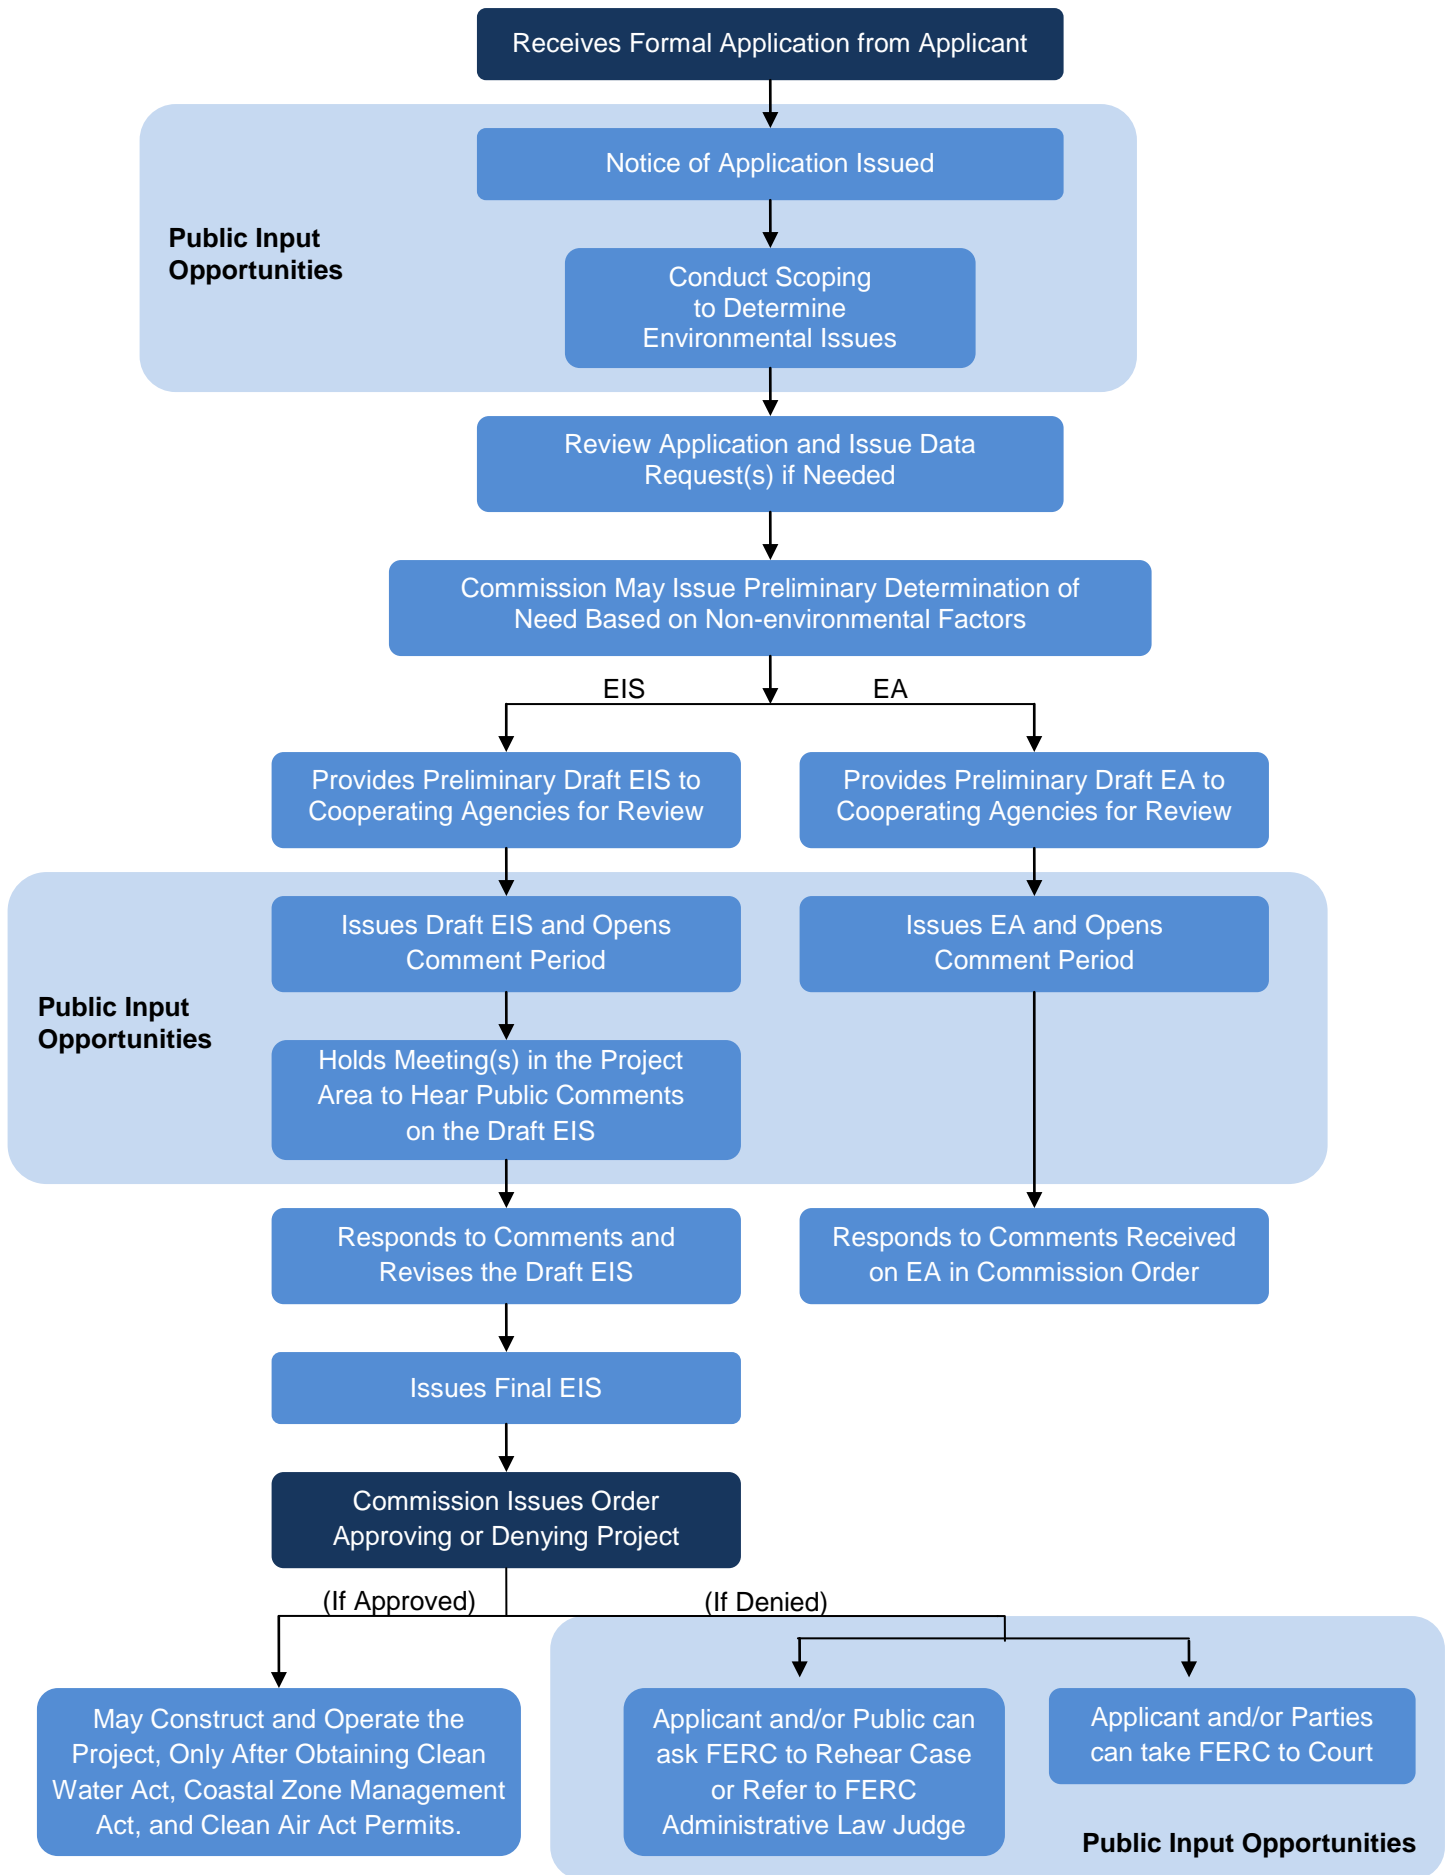 Receives Formal Application from Applicant
Notice of Application Issued
Public Input
Opportunities
Conduct Scoping
to Determine
Environmental Issues
Review Application and Issue Data
Request(s) if Needed
Commission May Issue Preliminary Determination of
Need Based on Non-environmental Factors
EIS
EA
Provides Preliminary Draft EIS to
Cooperating Agencies for Review
Provides Preliminary Draft EA to
Cooperating Agencies for Review
Issues Draft EIS and Opens
Comment Period
Issues EA and Opens
Comment Period
Public Input
Opportunities
Holds Meeting(s) in the Project
Area to Hear Public Comments
on the Draft EIS
Responds to Comments and
Revises the Draft EIS
Responds to Comments Received
on EA in Commission Order
Issues Final EIS
Commission Issues Order
Approving or Denying Project
(If Approved)
(If Denied)
May Construct and Operate the
Project, Only After Obtaining Clean
Water Act, Coastal Zone Management
Act, and Clean Air Act Permits.
Applicant and/or Public can
ask FERC to Rehear Case
or Refer to FERC
Administrative Law Judge
Applicant and/or Parties
can take FERC to Court
Public Input Opportunities